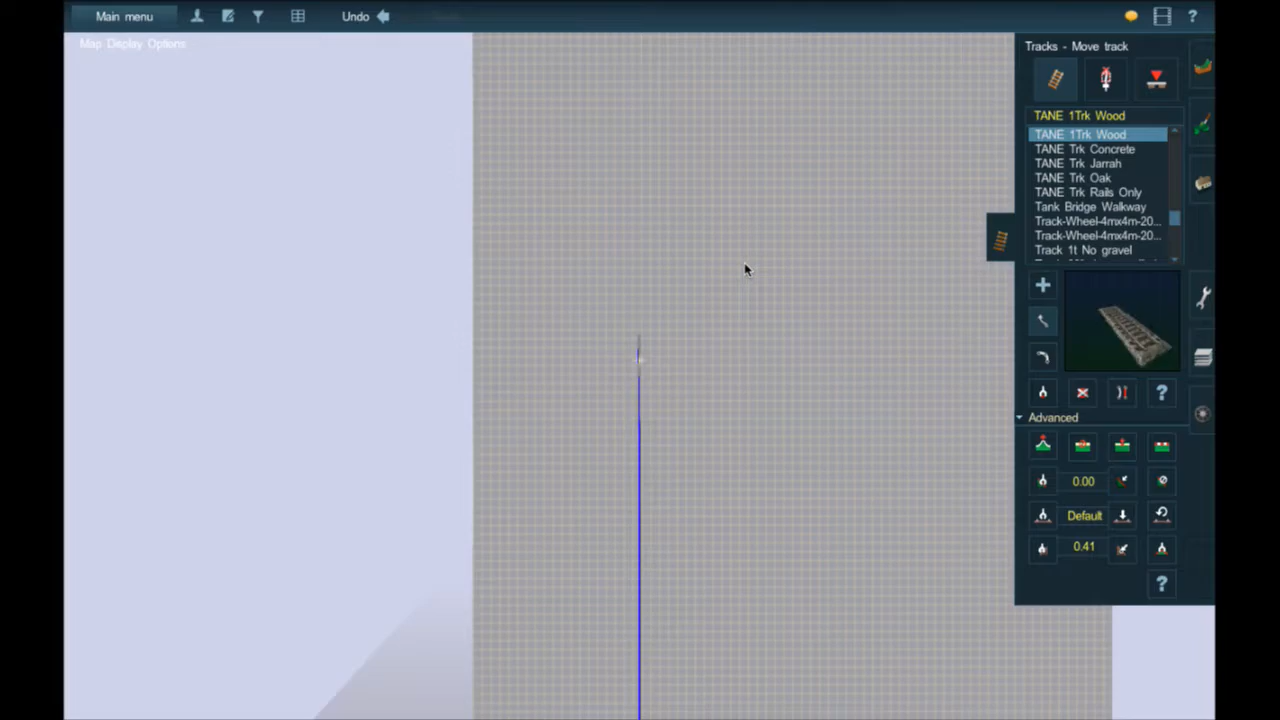 Main menu
Undo
?
Map Display Options
Tracks - Move track
TANE 1Trk Wood
TANE 1Trk Wood
TANE Trk Concrete
TANE Trk Jarrah
TANE Trk Oak
TANE Trk Rails Only
Tank Bridge Walkway
Track-Wheel-4mx4m-20...
Track-Wheel-4mx4m-20...
Track 1t No gravel
?
Advanced
0.00
Default
0.41
?